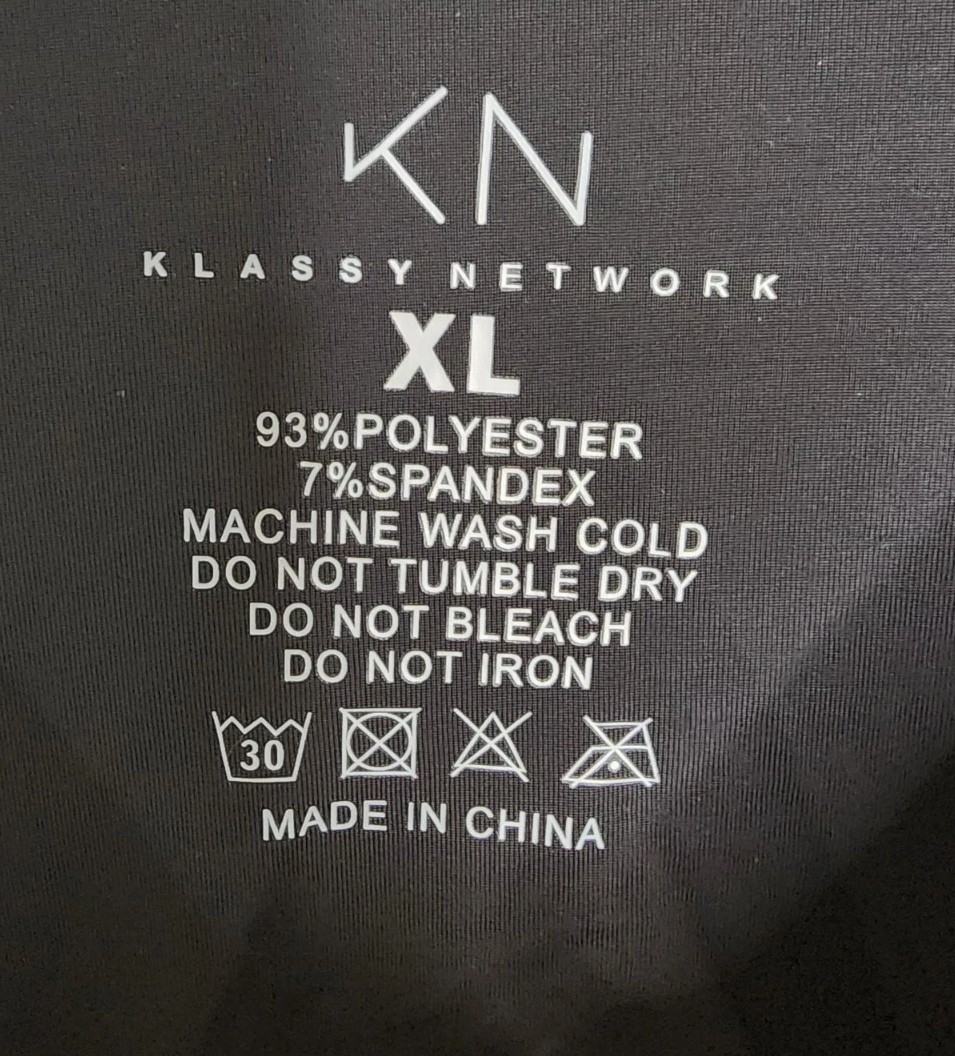 KN
KLASSY NETWORK
XL
93%POLYESTER
7%SPANDEX
MACHINE WASH COLD
DO NOT TUMBLE DRY
DO NOT BLEACH
DO NOT IRON
30
MADE IN CHINA